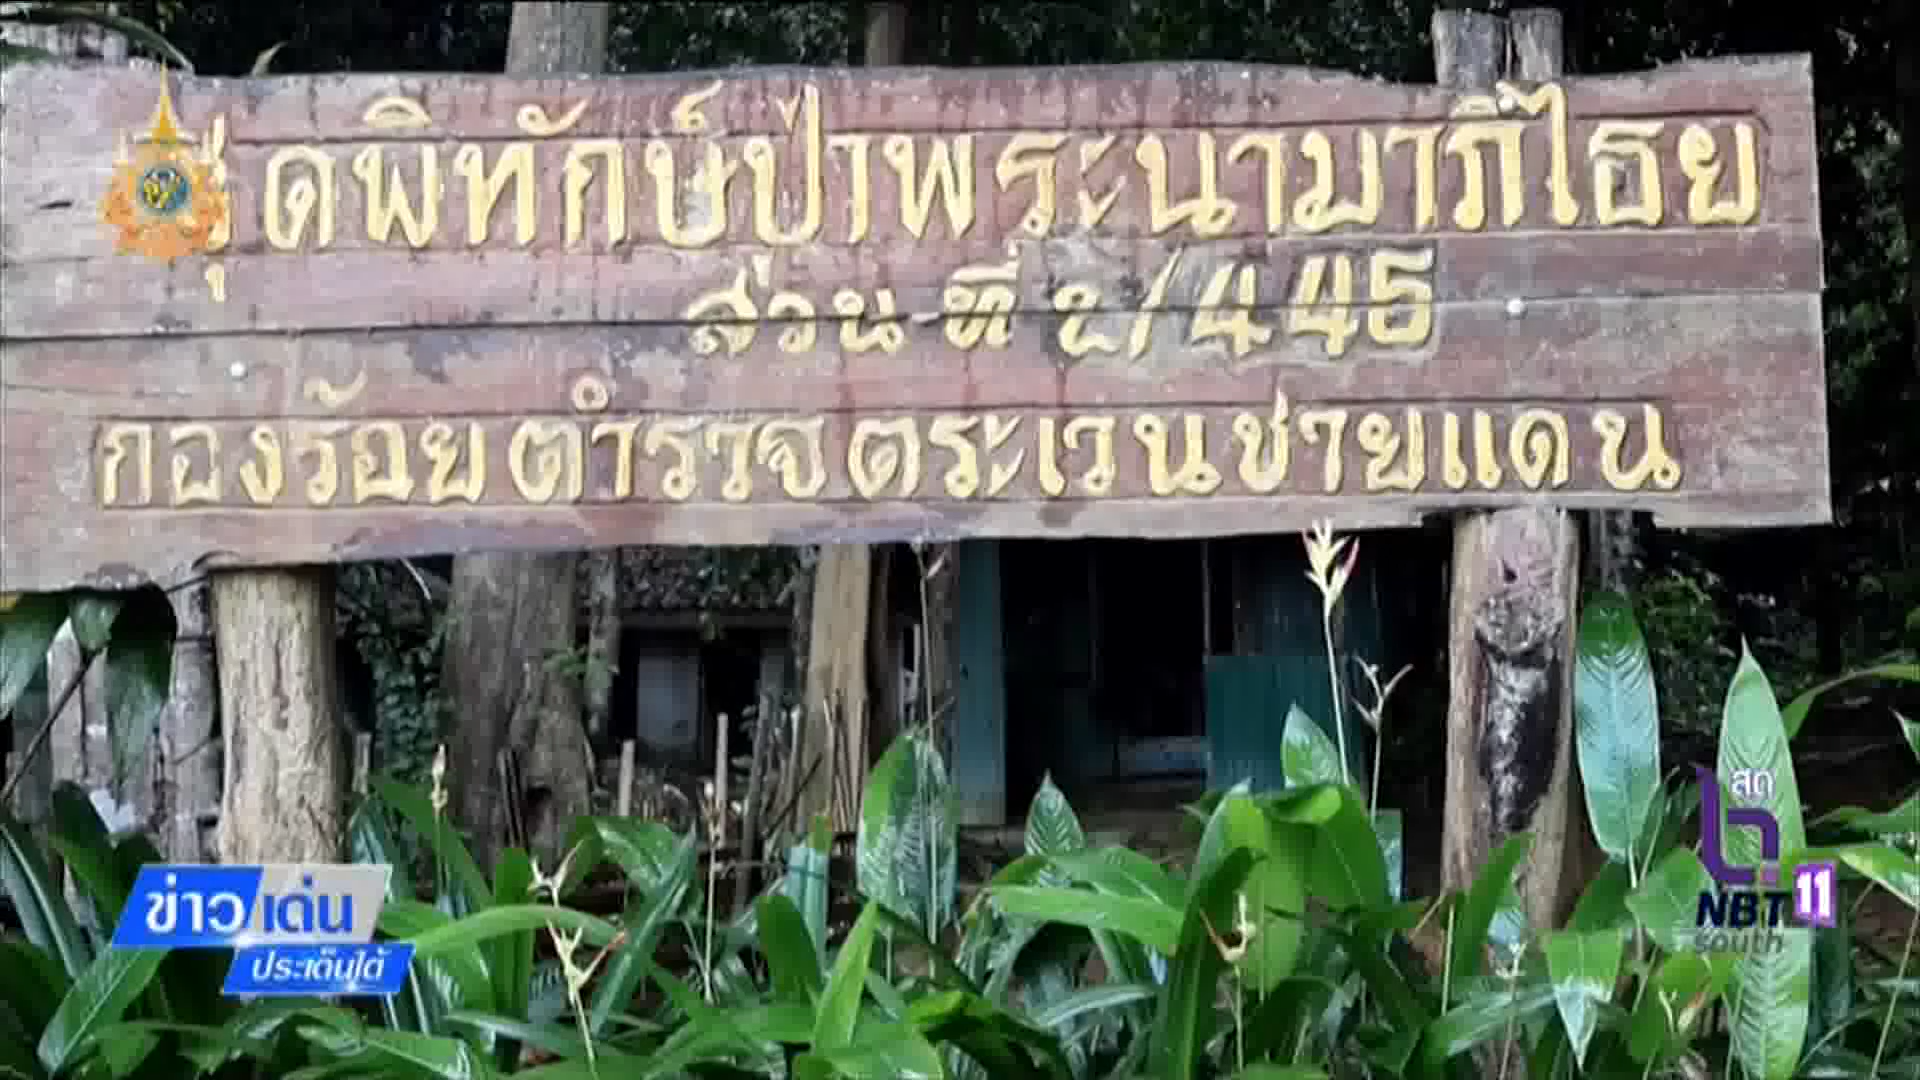 ชุดพิทักษ์ป่าพระนามาภิไธย
ส่วนที่ 2/445
กองร้อยตำรวจตระเวนชายแดน
ข่าวเด่น
ประเด็นใต้
สด
NBT 11
South